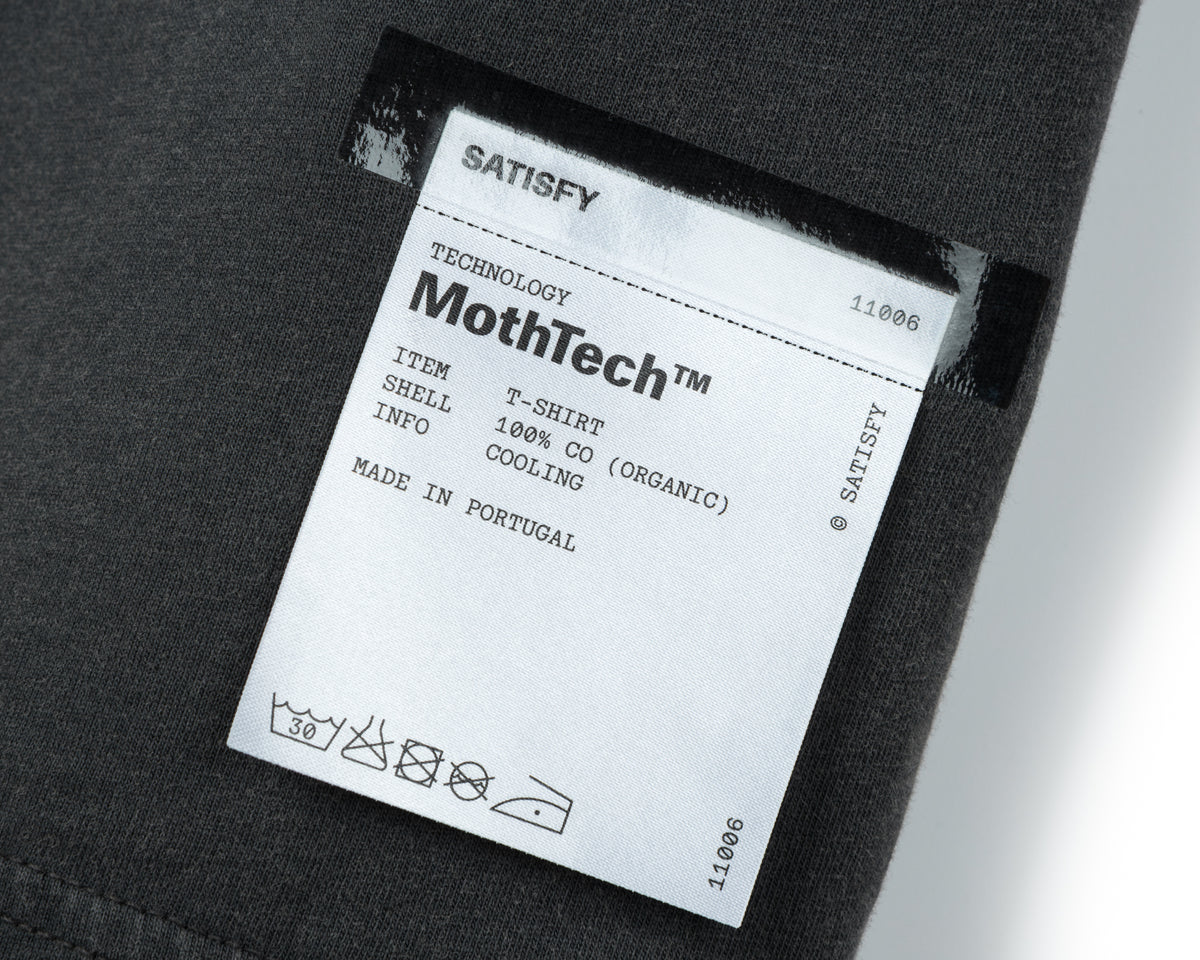 SATISFY
11006
TECHNOLOGY
MothTech™
ITEM T-SHIRT
SHELL 100% CO (ORGANIC)
INFO COOLING
MADE IN PORTUGAL
© SATISFY
30
11006